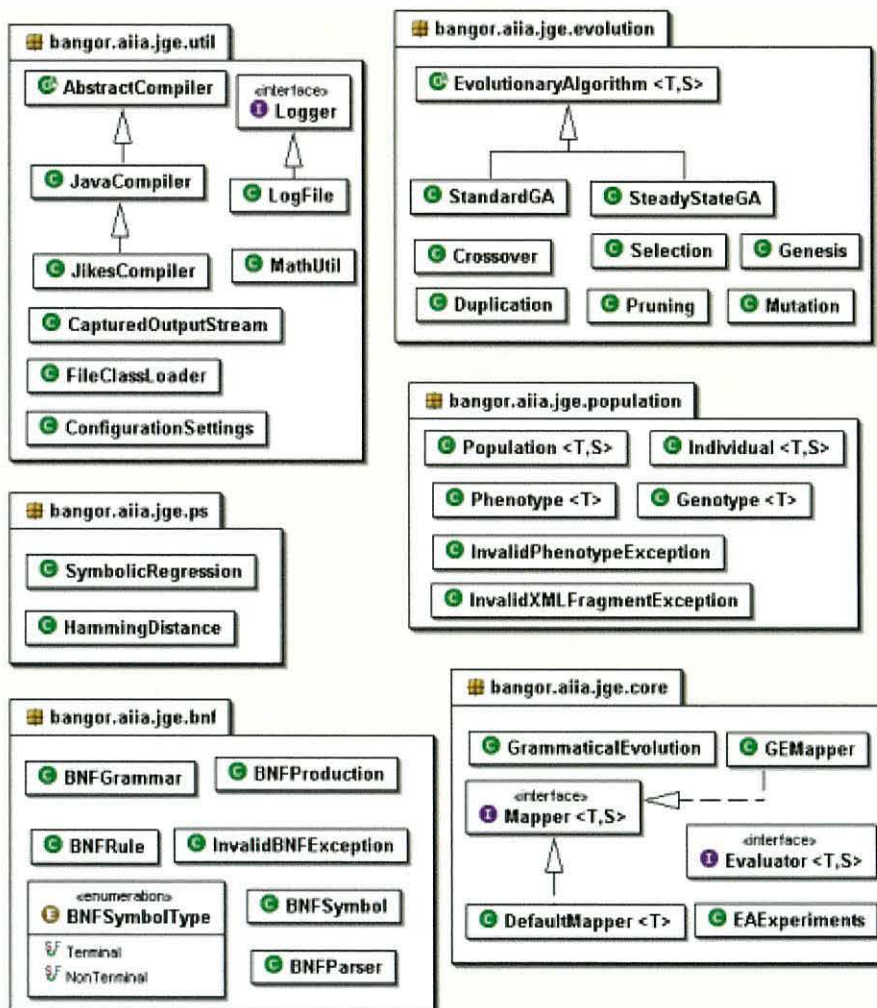 bangor.aiia.jge.util
AbstractCompiler
«interface»
Logger
JavaCompiler
LogFile
JikesCompiler
MathUtil
CapturedOutputStream
FileClassLoader
ConfigurationSettings
bangor.aiia.jge.evolution
EvolutionaryAlgorithm <T,S>
StandardGA
SteadyStateGA
Crossover
Selection
Genesis
Duplication
Pruning
Mutation
bangor.aiia.jge.population
Population <T,S>
Individual <T,S>
Phenotype <T>
Genotype <T>
InvalidPhenotypeException
InvalidXMLFragmentException
bangor.aiia.jge.ps
SymbolicRegression
HammingDistance
bangor.aiia.jge.bnf
BNFGrammar
BNFProduction
BNFRule
InvalidBNFException
«enumeration»
BNFSymbolType
Terminal
NonTerminal
BNFSymbol
BNFParser
bangor.aiia.jge.core
GrammaticalEvolution
GEMapper
«interface»
Mapper <T,S>
«interface»
Evaluator <T,S>
DefaultMapper <T>
EAExperiments